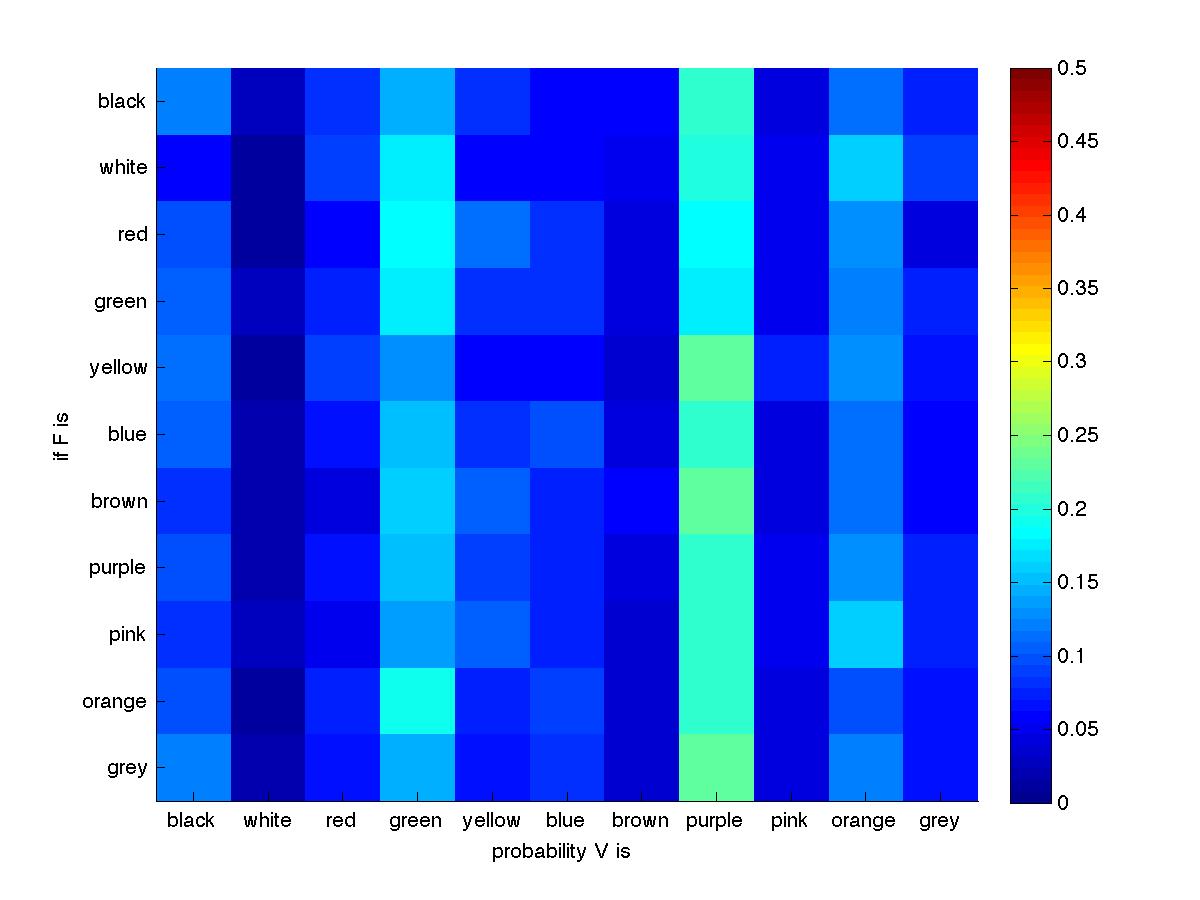 black
white
red
green
yellow
blue
brown
purple
pink
orange
grey
if F is
black white red green yellow blue brown purple pink orange grey
probability V is
0.5
0.45
0.4
0.35
0.3
0.25
0.2
0.15
0.1
0.05
0